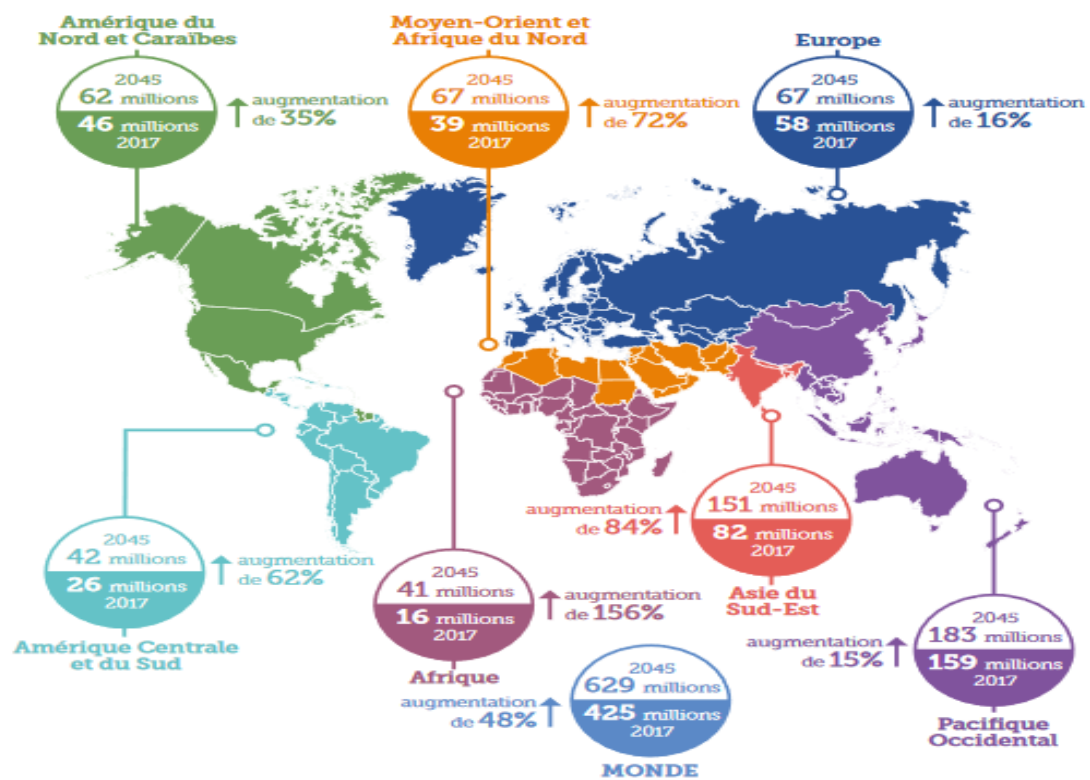 Amérique du
Nord et Caraïbes
2045
62 millions
46 millions
2017
augmentation
de 35%
Moyen-Orient et
Afrique du Nord
2045
67 millions
39 millions
2017
augmentation
de 72%
Europe
2045
67 millions
58 millions
2017
augmentation
de 16%
2045
42 millions
26 millions
2017
augmentation
de 62%
Amérique Centrale
et du Sud
2045
41 millions
16 millions
2017
augmentation
de 156%
Afrique
augmentation
de 84%
2045
151 millions
82 millions
2017
Asie du
Sud-Est
augmentation
de 15%
2045
183 millions
159 millions
2017
Pacifique
Occidental
augmentation
de 48%
2045
629 millions
425 millions
2017
MONDE